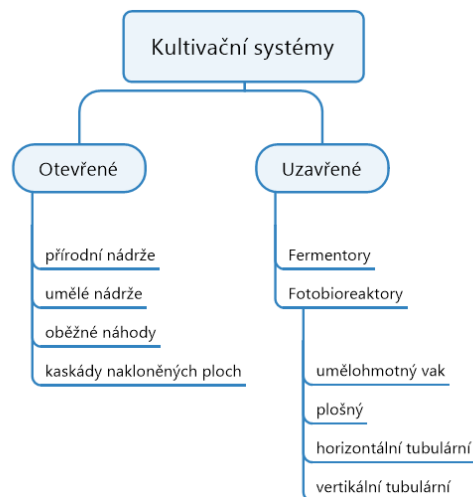 Kultivační systémy
Otevřené
přírodní nádrže
umělé nádrže
oběžné náhody
kaskády nakloněných ploch
Uzavřené
Fermentory
Fotobioreaktory
umělohmotný vak
plošný
horizontální tubulární
vertikální tubulární